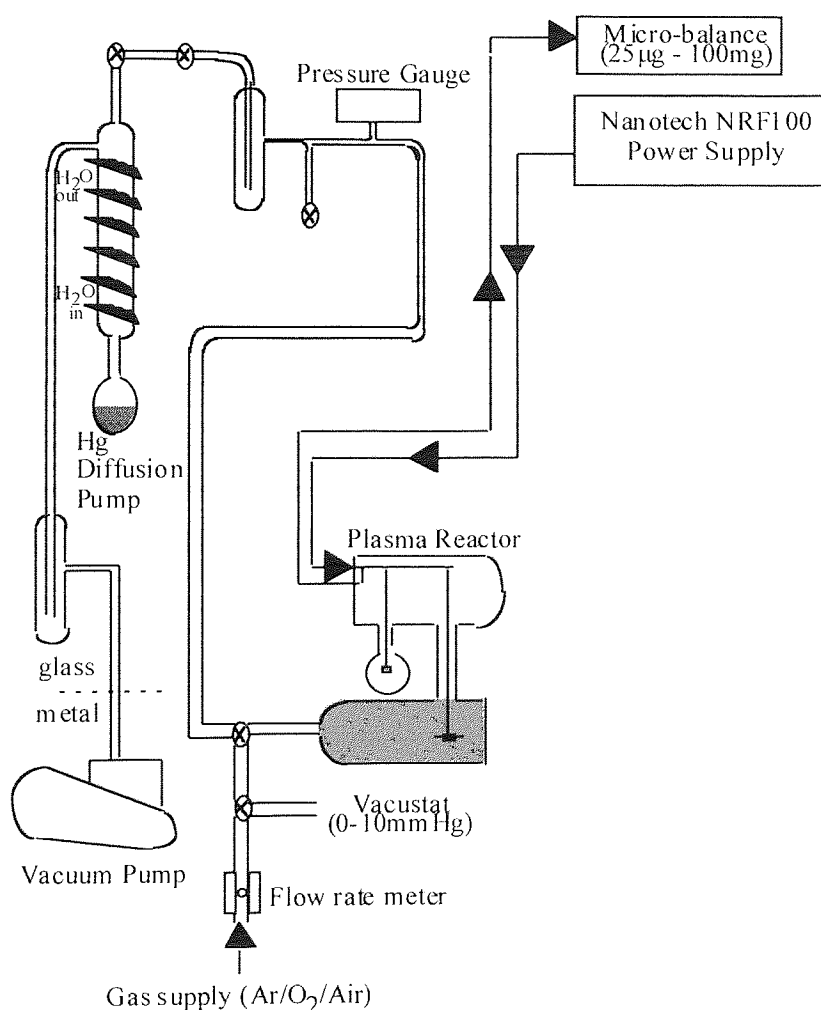 Micro-balance
(25µg - 100mg)
Pressure Gauge
Nanotech NRF100
Power Supply
H₂O
out
H₂O
in
Hg
Diffusion
Pump
Plasma Reactor
glass
metal
Vacustat
(0-10mmHg)
Vacuum Pump
Flow rate meter
Gas supply (Ar/O₂/Air)